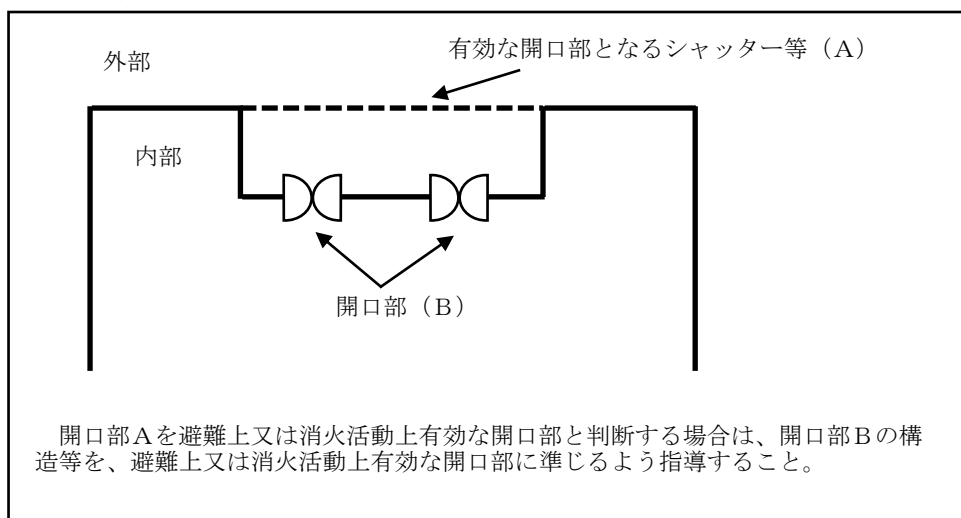 有効な開口部となるシャッター等（Ａ）
外部
内部
開口部（Ｂ）
　開口部Ａを避難上又は消火活動上有効な開口部と判断する場合は、開口部Ｂの構
造等を、避難上又は消火活動上有効な開口部に準じるよう指導すること。